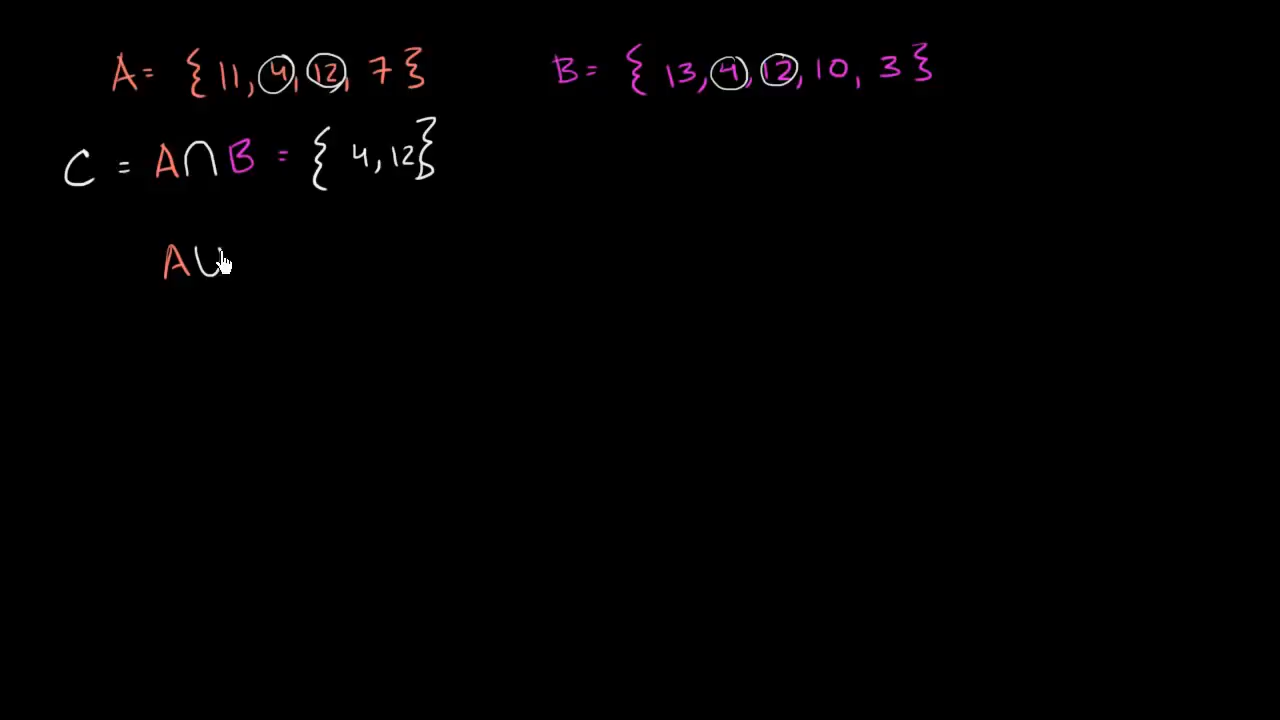 A = { 11, 4, 12, 7 } B = { 13, 4, 12, 10, 3 }
C = A ∩ B = { 4, 12 }
A ∪